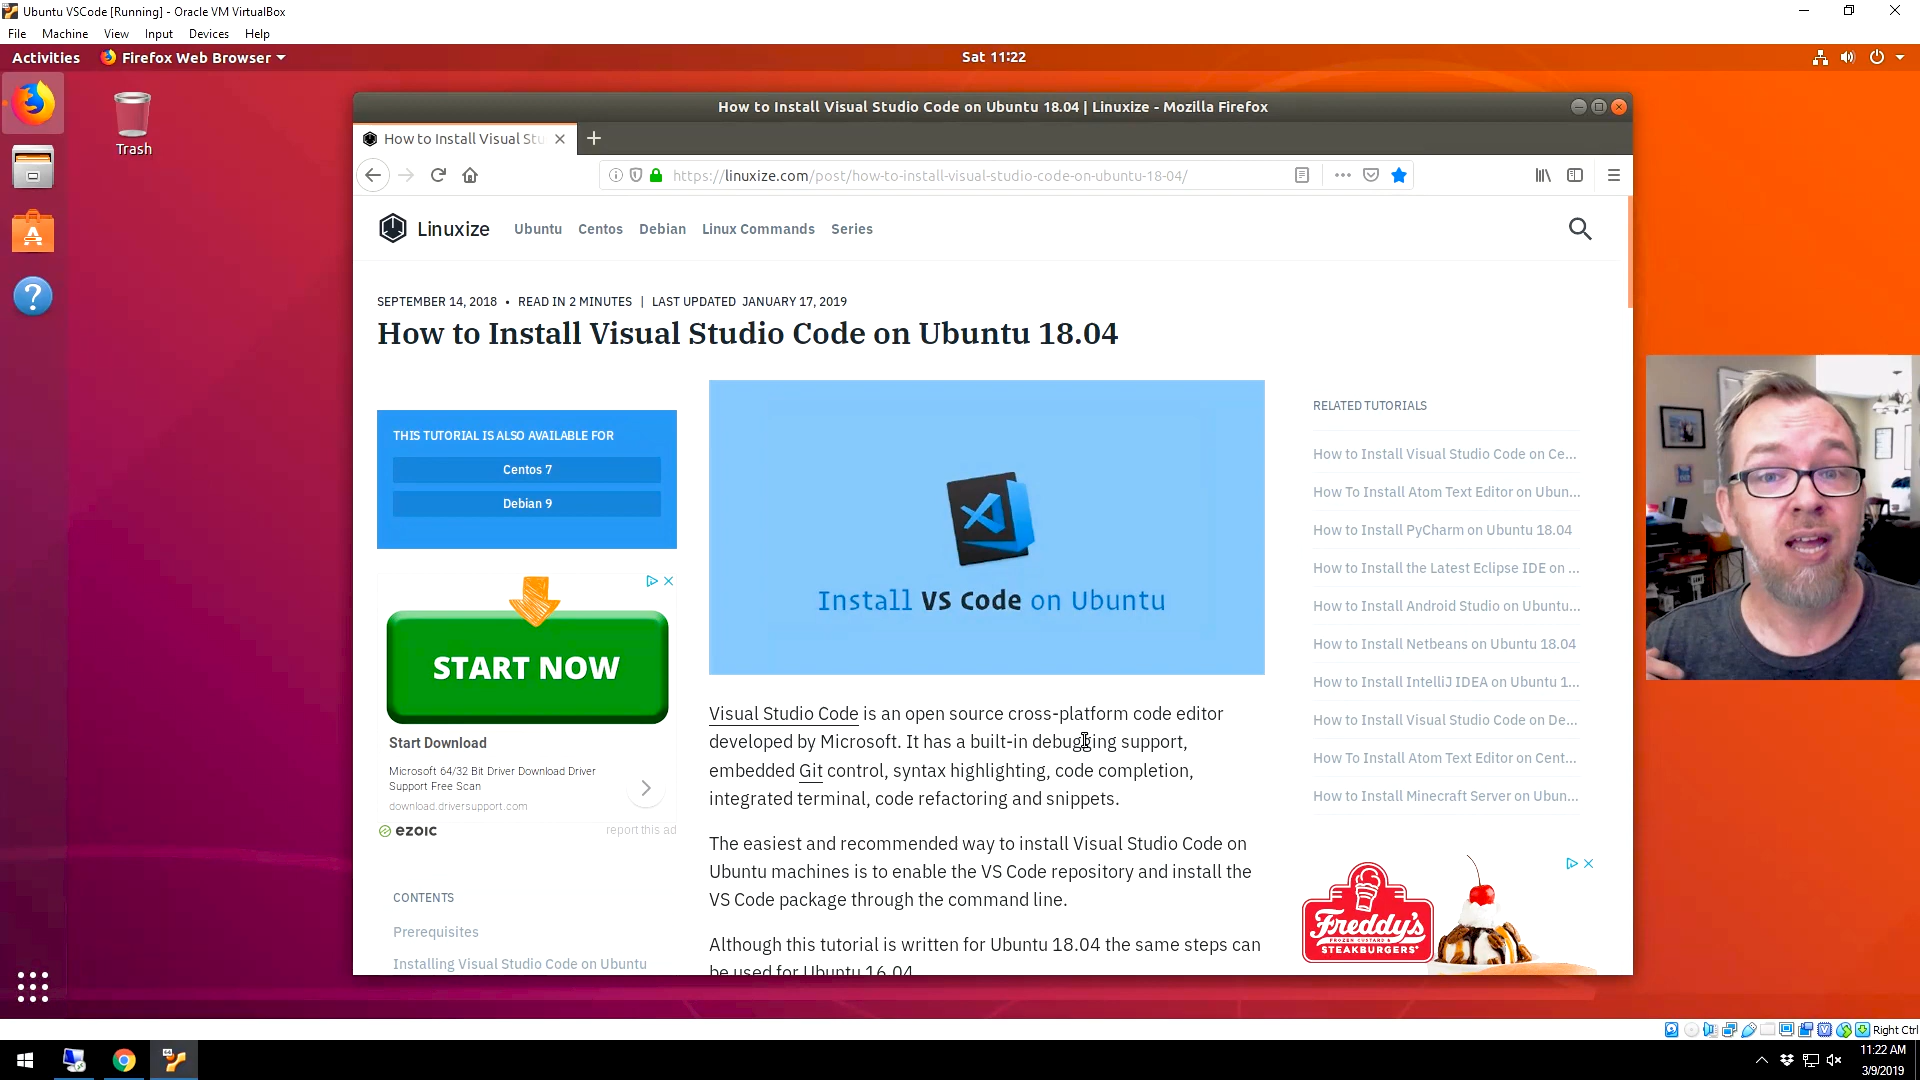 Ubuntu VSCode [Running] - Oracle VM VirtualBox
File Machine View Input Devices Help
Activities Firefox Web Browser Sat 11:22
Trash
How to Install Visual Studio Code on Ubuntu 18.04 | Linuxize - Mozilla Firefox
How to Install Visual Stu
https://linuxize.com/post/how-to-install-visual-studio-code-on-ubuntu-18-04/
Linuxize Ubuntu Centos Debian Linux Commands Series
SEPTEMBER 14, 2018 • READ IN 2 MINUTES | LAST UPDATED JANUARY 17, 2019
How to Install Visual Studio Code on Ubuntu 18.04
THIS TUTORIAL IS ALSO AVAILABLE FOR
Centos 7
Debian 9
START NOW
Start Download
Microsoft 64/32 Bit Driver Download Driver
Support Free Scan
download.driversupport.com
ezoic report this ad
CONTENTS
Prerequisites
Installing Visual Studio Code on Ubuntu
Install VS Code on Ubuntu
Visual Studio Code is an open source cross-platform code editor
developed by Microsoft. It has a built-in debugging support,
embedded Git control, syntax highlighting, code completion,
integrated terminal, code refactoring and snippets.
The easiest and recommended way to install Visual Studio Code on
Ubuntu machines is to enable the VS Code repository and install the
VS Code package through the command line.
Although this tutorial is written for Ubuntu 18.04 the same steps can
be used for Ubuntu 16.04
RELATED TUTORIALS
How to Install Visual Studio Code on Ce...
How To Install Atom Text Editor on Ubun...
How to Install PyCharm on Ubuntu 18.04
How to Install the Latest Eclipse IDE on ...
How to Install Android Studio on Ubuntu...
How to Install Netbeans on Ubuntu 18.04
How to Install IntelliJ IDEA on Ubuntu 1...
How to Install Visual Studio Code on De...
How To Install Atom Text Editor on Cent...
How to Install Minecraft Server on Ubun...
Freddy's
FROZEN CUSTARD &
STEAKBURGERS
Right Ctrl
11:22 AM
3/9/2019